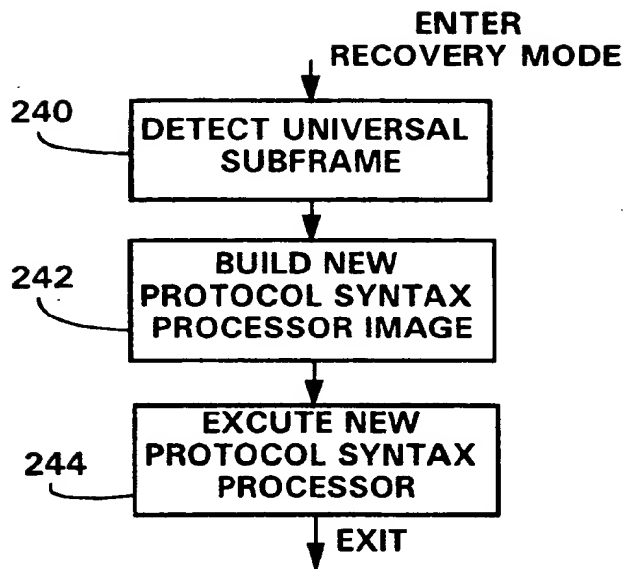 ENTER
RECOVERY MODE
240
DETECT UNIVERSAL
SUBFRAME
242
BUILD NEW
PROTOCOL SYNTAX
PROCESSOR IMAGE
244
EXCUTE NEW
PROTOCOL SYNTAX
PROCESSOR
EXIT